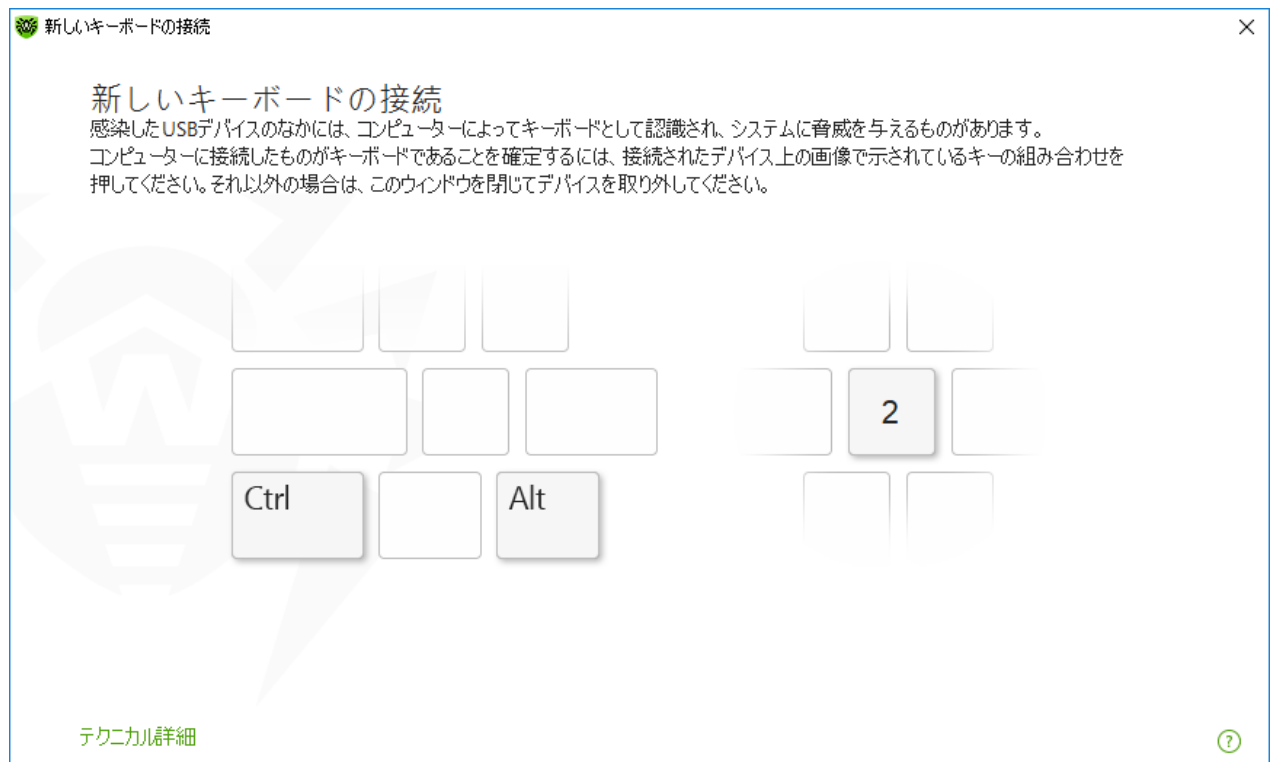 新しいキーボードの接続
新しいキーボードの接続
感染したUSBデバイスのなかには、コンピューターによってキーボードとして認識され、システムに脅威を与えるものがあります。
コンピューターに接続したものがキーボードであることを確定するには、接続されたデバイス上の画像で示されているキーの組み合わせを
押してください。それ以外の場合は、このウィンドウを閉じてデバイスを取り外してください。
2
Ctrl
Alt
テクニカル詳細
?